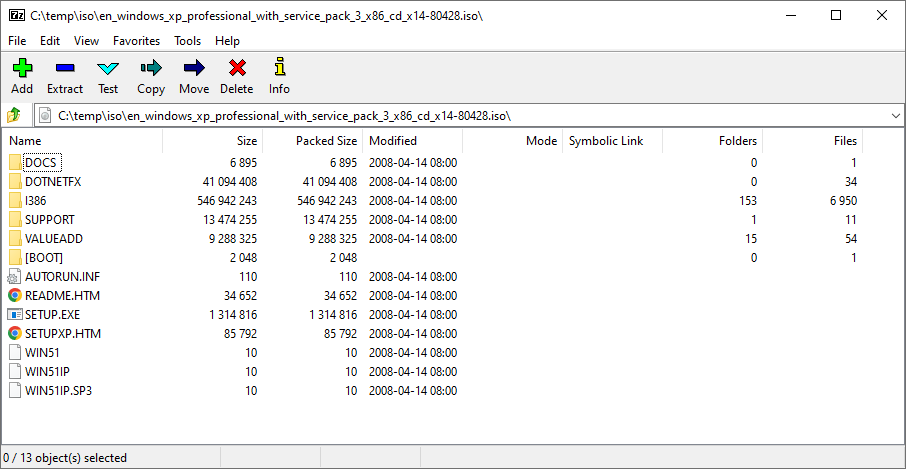 7z C:\temp\iso\en_windows_xp_professional_with_service_pack_3_x86_cd_x14-80428.iso\
File Edit View Favorites Tools Help
Add Extract Test Copy Move Delete Info
C:\temp\iso\en_windows_xp_professional_with_service_pack_3_x86_cd_x14-80428.iso\
Name Size Packed Size Modified Mode Symbolic Link Folders Files
DOCS 6 895 6 895 2008-04-14 08:00 0 1
DOTNETFX 41 094 408 41 094 408 2008-04-14 08:00 0 34
I386 546 942 243 546 942 243 2008-04-14 08:00 153 6 950
SUPPORT 13 474 255 13 474 255 2008-04-14 08:00 1 11
VALUEADD 9 288 325 9 288 325 2008-04-14 08:00 15 54
[BOOT] 2 048 2 048 0 1
AUTORUN.INF 110 110 2008-04-14 08:00
README.HTM 34 652 34 652 2008-04-14 08:00
SETUP.EXE 1 314 816 1 314 816 2008-04-14 08:00
SETUPXP.HTM 85 792 85 792 2008-04-14 08:00
WIN51 10 10 2008-04-14 08:00
WIN51IP 10 10 2008-04-14 08:00
WIN51IP.SP3 10 10 2008-04-14 08:00
0 / 13 object(s) selected